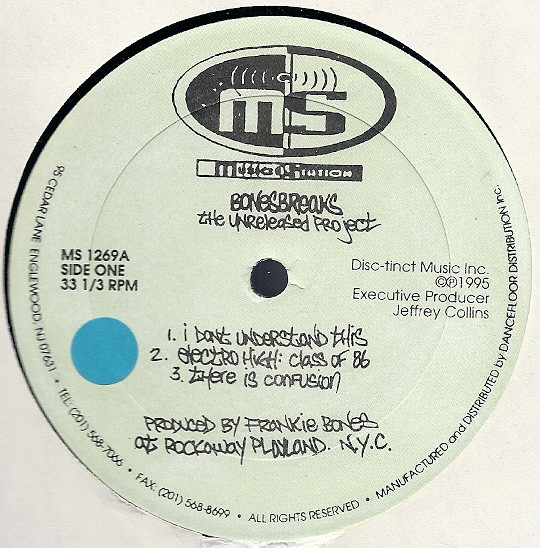 MS
MUSIC STATION
BONESBREAKS
the UNReleased PROject
MS 1269A
SIDE ONE
33 1/3 RPM
Disc-tinct Music Inc.
©℗1995
Executive Producer
Jeffrey Collins
1. i DONT UNDERSTAND THIS
2. electRO HIGH: Class of 86
3. tHeRe is confusion
PRODUCED BY FRANKIE BONES
at ROCKAWAY PLAYLAND. N.Y.C.
95 CEDAR LANE ENGLEWOOD, NJ 07631 • TEL: (201) 568-7066 • FAX: (201) 568-8699 • ALL RIGHTS RESERVED • MANUFACTURED and DISTRIBUTED by DANCEFLOOR DISTRIBUTION Inc.